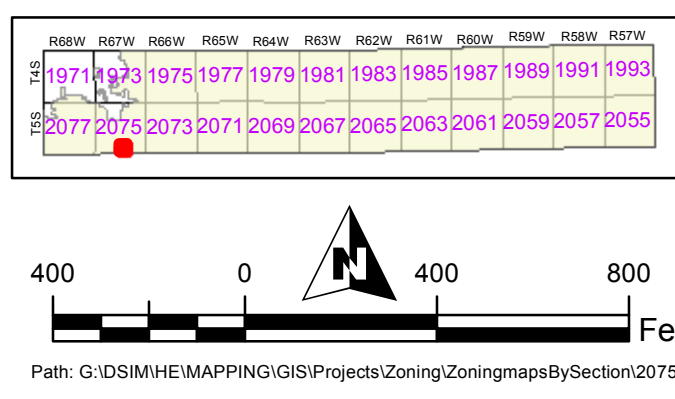 R68W R67W R66W R65W R64W R63W R62W R61W R60W R59W R58W R57W
T4S 1971 1973 1975 1977 1979 1981 1983 1985 1987 1989 1991 1993
T5S 2077 2075 2073 2071 2069 2067 2065 2063 2061 2059 2057 2055
N
400 0 400 800
Fe
Path: G:\DSIM\HE\MAPPING\GIS\Projects\Zoning\ZoningmapsBySection\2075